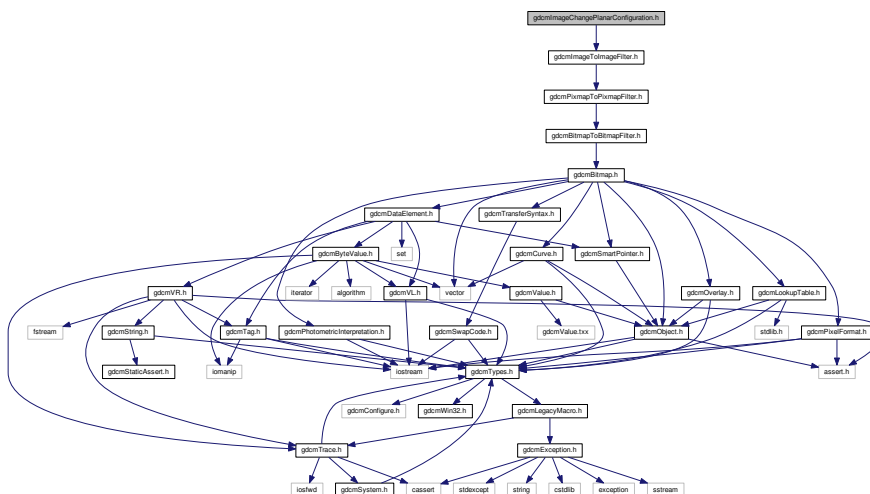 gdcmImageChangePlanarConfiguration.h
gdcmImageToImageFilter.h
gdcmPixmapToPixmapFilter.h
gdcmBitmapToBitmapFilter.h
gdcmBitmap.h
gdcmDataElement.h
gdcmTransferSyntax.h
gdcmByteValue.h
set
gdcmCurve.h
gdcmSmartPointer.h
gdcmVR.h
iterator
algorithm
gdcmVL.h
vector
gdcmValue.h
gdcmOverlay.h
gdcmLookupTable.h
fstream
gdcmString.h
gdcmTag.h
gdcmPhotometricInterpretation.h
gdcmSwapCode.h
gdcmValue.txx
gdcmObject.h
stdlib.h
gdcmPixelFormat.h
gdcmStaticAssert.h
iomanip
iostream
gdcmTypes.h
assert.h
gdcmConfigure.h
gdcmWin32.h
gdcmLegacyMacro.h
gdcmTrace.h
gdcmException.h
iosfwd
gdcmSystem.h
cassert
stdexcept
string
cstdlib
exception
sstream